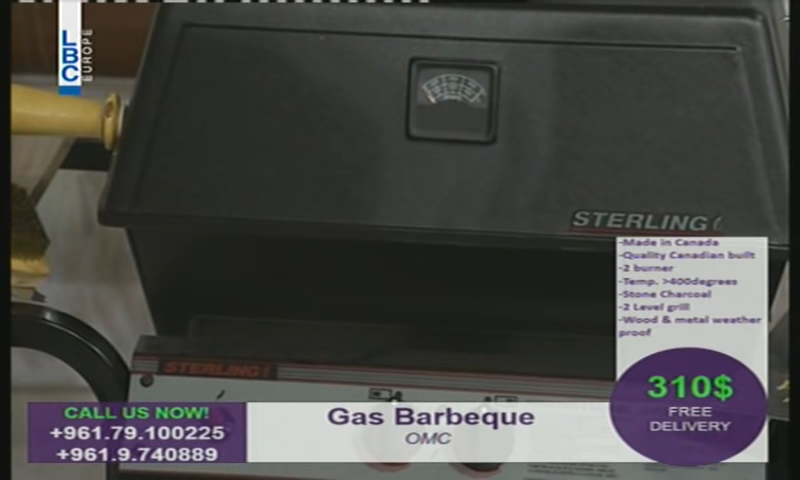 LBC
EUROPE
STERLING
-Made in Canada
-Quality Canadian built
-2 burner
-Temp. >400degrees
-Stone Charcoal
-2 Level grill
-Wood & metal weather
proof
STERLING
310$
FREE
DELIVERY
CALL US NOW!
+961.79.100225
+961.9.740889
Gas Barbeque
OMC